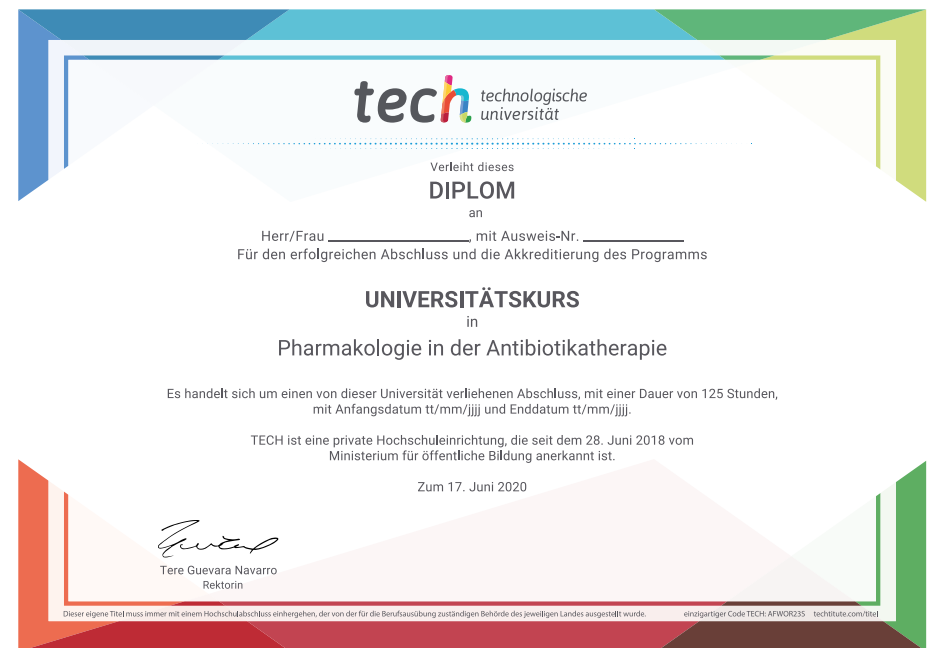 tech technologische
universität
Verleiht dieses
DIPLOM
an
Herr/Frau ____________________, mit Ausweis-Nr. ______________
Für den erfolgreichen Abschluss und die Akkreditierung des Programms
UNIVERSITÄTSKURS
in
Pharmakologie in der Antibiotikatherapie
Es handelt sich um einen von dieser Universität verliehenen Abschluss, mit einer Dauer von 125 Stunden,
mit Anfangsdatum tt/mm/jjjj und Enddatum tt/mm/jjjj.
TECH ist eine private Hochschuleinrichtung, die seit dem 28. Juni 2018 vom
Ministerium für öffentliche Bildung anerkannt ist.
Zum 17. Juni 2020
Tere Guevara Navarro
Rektorin
Dieser eigene Titel muss immer mit einem Hochschulabschluss einhergehen, der von der für die Berufsausübung zuständigen Behörde des jeweiligen Landes ausgestellt wurde. einzigartiger Code TECH: AFWOR23S techtitute.com/titel